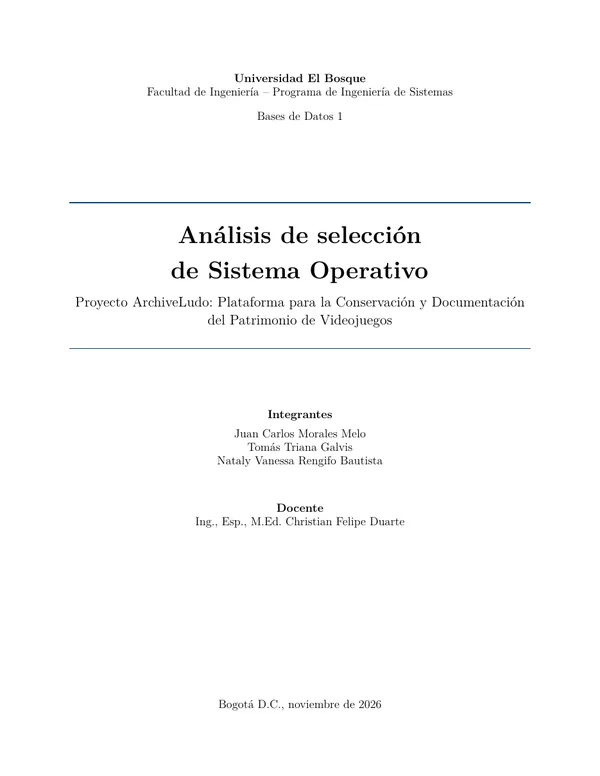 Universidad El Bosque
Facultad de Ingeniería – Programa de Ingeniería de Sistemas
Bases de Datos 1
Análisis de selección
de Sistema Operativo
Proyecto ArchiveLudo: Plataforma para la Conservación y Documentación
del Patrimonio de Videojuegos
Integrantes
Juan Carlos Morales Melo
Tomás Triana Galvis
Nataly Vanessa Rengifo Bautista
Docente
Ing., Esp., M.Ed. Christian Felipe Duarte
Bogotá D.C., noviembre de 2026